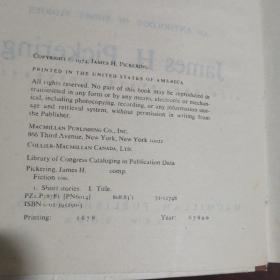 COPYRIGHT © 1974, JAMES H. PICKERING
PRINTED IN THE UNITED STATES OF AMERICA
All rights reserved. No part of this book may be reproduced or
transmitted in any form or by any means, electronic or mechan-
ical, including photocopying, recording, or any information stor-
age and retrieval system, without permission in writing from
the Publisher.
MACMILLAN PUBLISHING CO., INC.
866 Third Avenue, New York, New York 10022
COLLIER-MACMILLAN CANADA, LTD.
Library of Congress Cataloging in Publication Data
Pickering, James H. comp.
Fiction 100.
1. Short stories. I. Title.
Printing: Year: